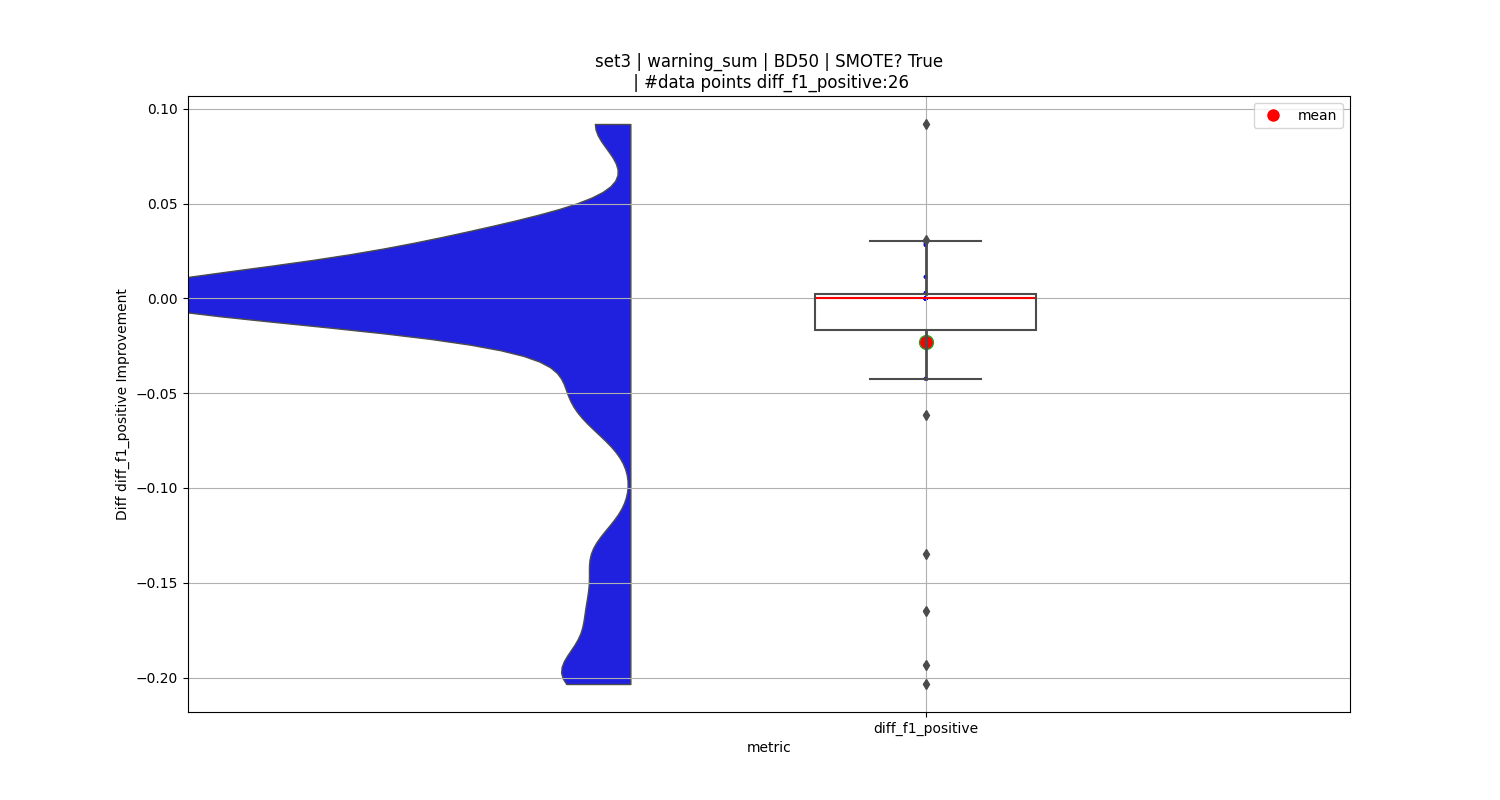 set3 | warning_sum | BD50 | SMOTE? True
| #data points diff_f1_positive:26
mean
0.10
0.05
0.00
−0.05
−0.10
−0.15
−0.20
Diff diff_f1_positive Improvement
diff_f1_positive
metric